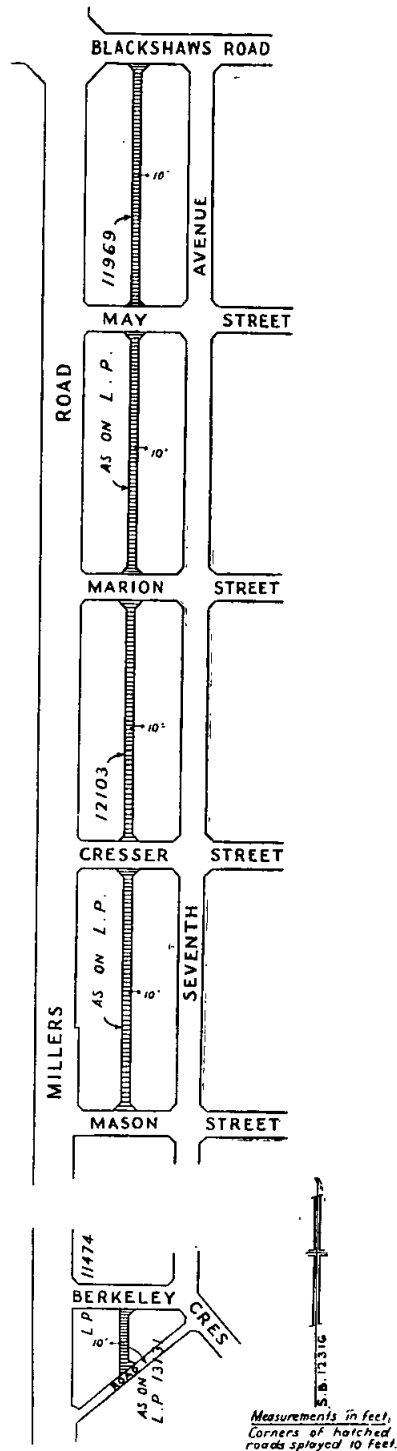 BLACKSHAWS ROAD
10'
11969
AVENUE
MAY STREET
ROAD
AS ON L.P.
10'
MARION STREET
10'
12103
CRESSER STREET
AS ON L.P.
SEVENTH
10'
MILLERS
MASON STREET
L.P. 11474
BERKELEY CRES
10'
ROAD
AS ON
L.P. 13131
S.B. 12316
Measurements in feet,
Corners of hatched
roads splayed 10 feet.